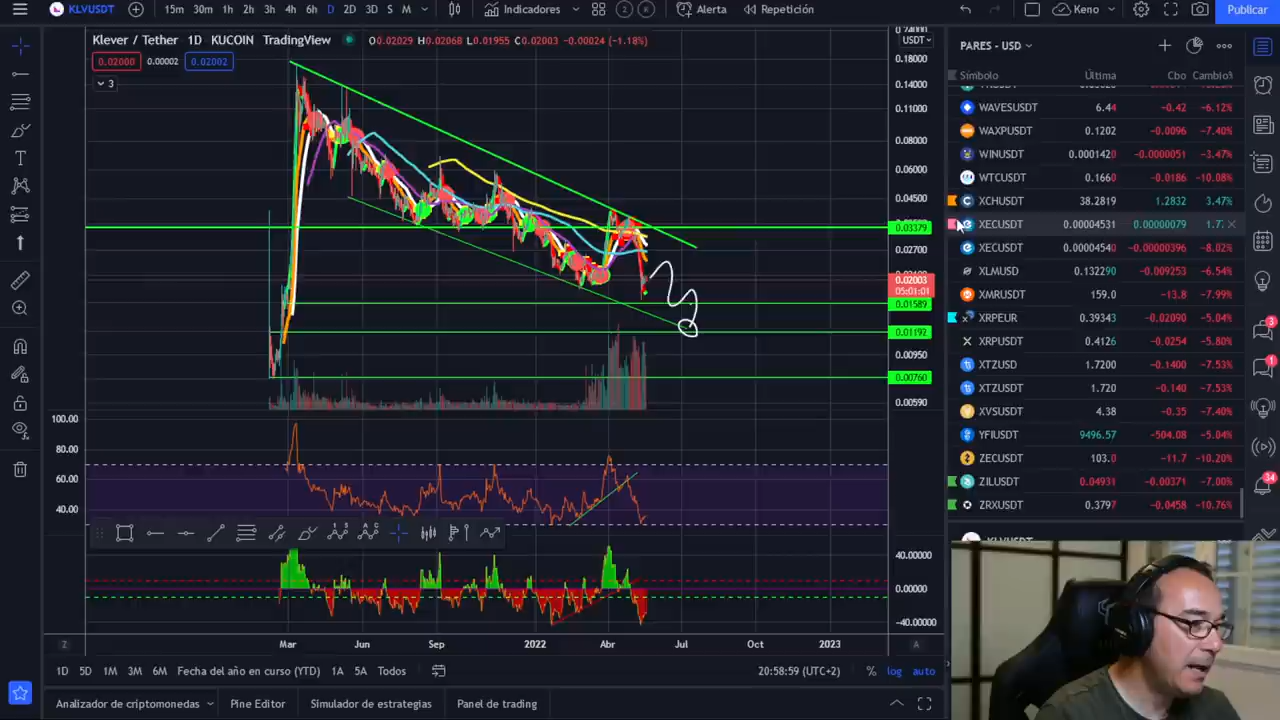 KLVUSDT 15m 30m 1h 2h 3h 4h 6h D 2D 3D S M Indicadores Alerta Repetición Keno Publicar
Klever / Tether 1D KUCOIN TradingView O0.02029 H0.02068 L0.01955 C0.02003 -0.00024 (-1.18%)
0.02000 0.00002 0.02002
3
USDT
0.18000
0.14000
0.11000
0.08000
0.06000
0.04500
0.03379
0.02700
0.02003
05:01:01
0.01589
0.01192
0.00950
0.00760
0.00590
100.00
80.00
60.00
40.00
40.00000
0.00000
-40.00000
Z Mar Jun Sep 2022 Abr Jul Oct 2023 A
1D 5D 1M 3M 6M Fecha del año en curso (YTD) 1A 5A Todos 20:58:59 (UTC+2) % log auto
Analizador de criptomonedas Pine Editor Simulador de estrategias Panel de trading
PARES - USD
Símbolo Última Cbo Cambio%
WAVESUSDT 6.44 -0.42 -6.12%
WAXPUSDT 0.1202 -0.0096 -7.40%
WINUSDT 0.0001420 -0.0000051 -3.47%
WTCUSDT 0.1660 -0.0186 -10.08%
XCHUSDT 38.2819 1.2832 3.47%
XECUSDT 0.00004531 0.00000079 1.7
XECUSDT 0.00004540 -0.00000396 -8.02%
XLMUSD 0.132290 -0.009253 -6.54%
XMRUSDT 159.0 -13.8 -7.99%
XRPEUR 0.39343 -0.02090 -5.04%
XRPUSDT 0.4126 -0.0254 -5.80%
XTZUSD 1.7200 -0.1400 -7.53%
XTZUSDT 1.720 -0.140 -7.53%
XVSUSDT 4.38 -0.35 -7.40%
YFIUSDT 9496.57 -504.08 -5.04%
ZECUSDT 103.0 -11.7 -10.20%
ZILUSDT 0.04931 -0.00371 -7.00%
ZRXUSDT 0.3797 -0.0458 -10.76%
3
1
34